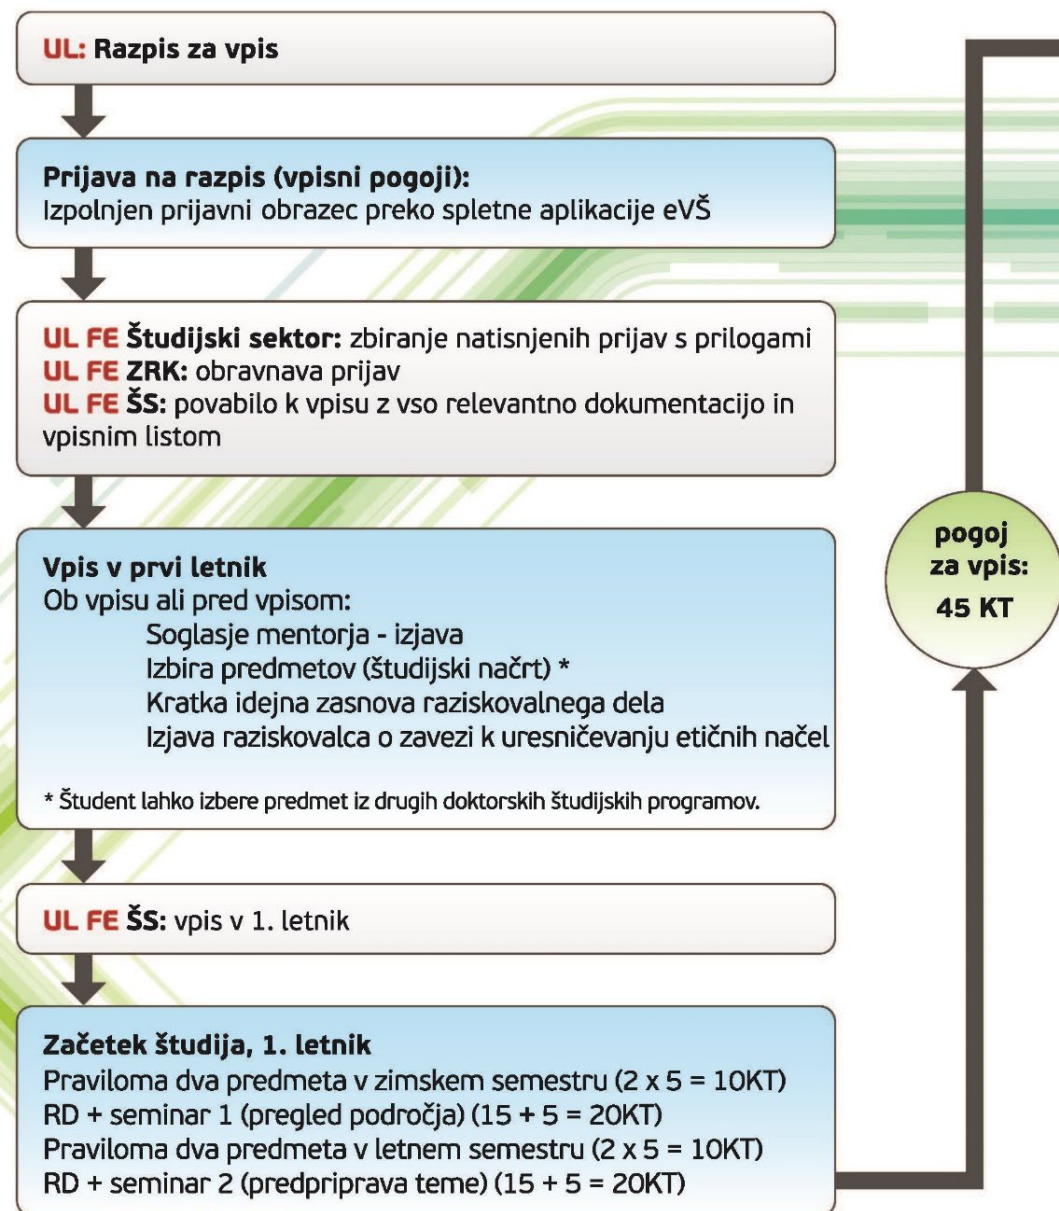 UL: Razpis za vpis
Prijava na razpis (vpisni pogoji):
Izpolnjen prijavni obrazec preko spletne aplikacije eVŠ
UL FE Študijski sektor: zbiranje natisnjenih prijav s prilogami
UL FE ZRK: obravnava prijav
UL FE ŠS: povabilo k vpisu z vso relevantno dokumentacijo in
vpisnim listom
Vpis v prvi letnik
Ob vpisu ali pred vpisom:
Soglasje mentorja - izjava
Izbira predmetov (študijski načrt) *
Kratka idejna zasnova raziskovalnega dela
Izjava raziskovalca o zavezi k uresničevanju etičnih načel
* Študent lahko izbere predmet iz drugih doktorskih študijskih programov.
UL FE ŠS: vpis v 1. letnik
Začetek študija, 1. letnik
Praviloma dva predmeta v zimskem semestru (2 x 5 = 10KT)
RD + seminar 1 (pregled področja) (15 + 5 = 20KT)
Praviloma dva predmeta v letnem semestru (2 x 5 = 10KT)
RD + seminar 2 (predpriprava teme) (15 + 5 = 20KT)
pogoj
za vpis:
45 KT